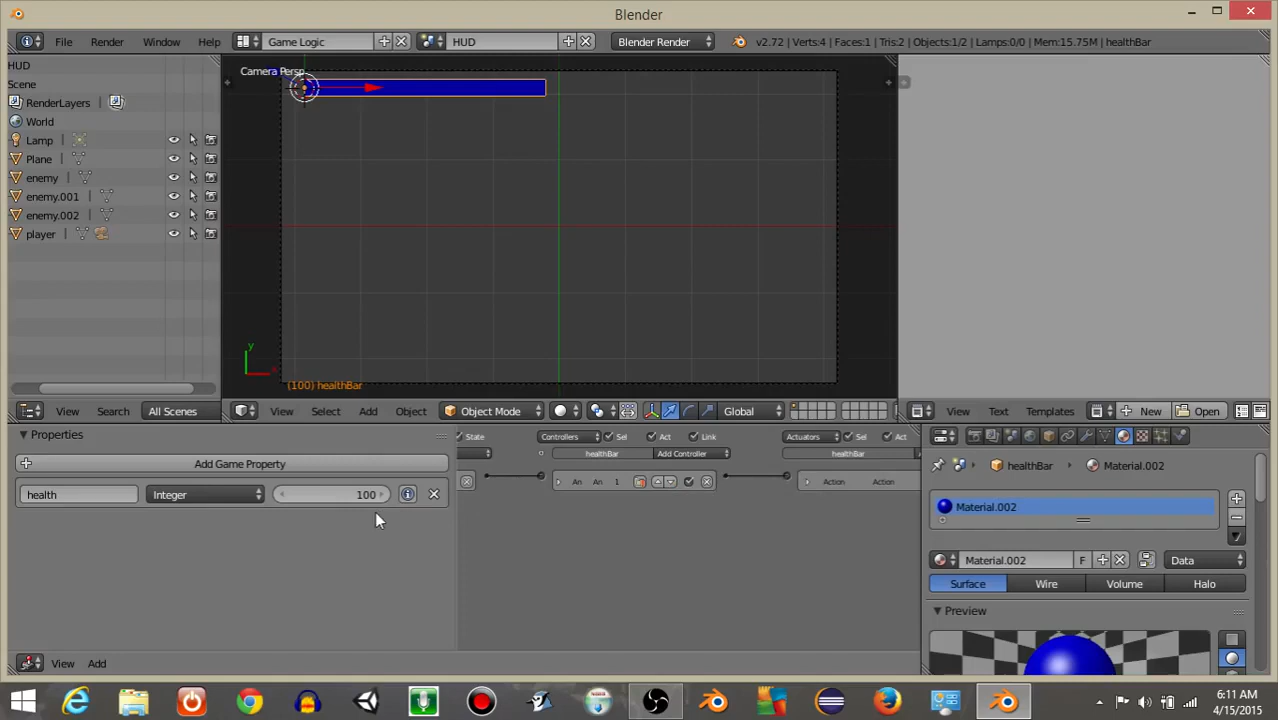 Blender
File Render Window Help Game Logic HUD Blender Render v2.72 | Verts:4 | Faces:1 | Tris:2 | Objects:1/2 | Lamps:0/0 | Mem:15.75M | healthBar
HUD
Scene
RenderLayers
World
Lamp
Plane
enemy
enemy.001
enemy.002
player
Camera Persp
y
x
(100) healthBar
View Search All Scenes
View Select Add Object Object Mode Global
View Text Templates New Open
Properties
Add Game Property
health Integer 100
State Controllers Sel Act Link Actuators Sel Act
healthBar Add Controller healthBar
An An 1 Action Action
healthBar Material.002
Material.002
Material.002 F Data
Surface Wire Volume Halo
Preview
View Add
6:11 AM
4/15/2015